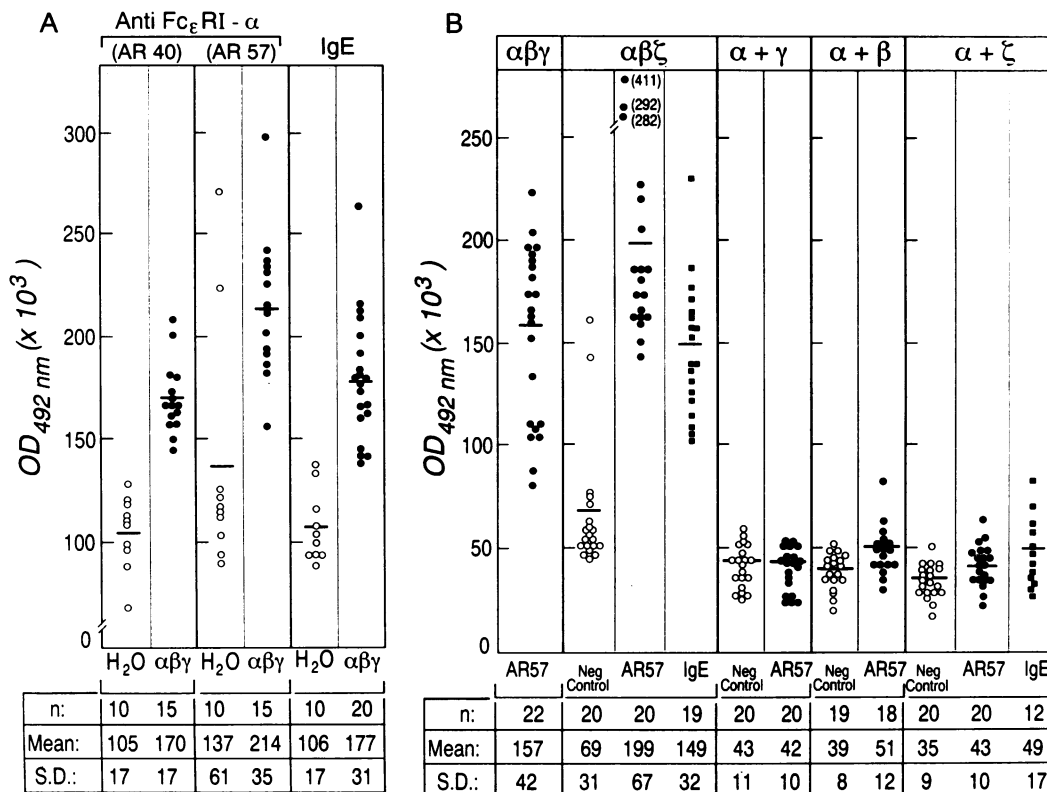 A
Anti FcεRI - α
(AR 40) (AR 57) IgE
OD492 nm (x 10³)
300
250
200
150
100
0
H₂O αβγ H₂O αβγ H₂O αβγ
n: 10 15 10 15 10 20
Mean: 105 170 137 214 106 177
S.D.: 17 17 61 35 17 31
B
αβγ αβζ α + γ α + β α + ζ
(411)
(292)
(282)
OD492 nm (x 10³)
250
200
150
100
50
0
AR57 Neg Control AR57 IgE Neg Control AR57 Neg Control AR57 Neg Control AR57 IgE
n: 22 20 20 19 20 20 19 18 20 20 12
Mean: 157 69 199 149 43 42 39 51 35 43 49
S.D.: 42 31 67 32 11 10 8 12 9 10 17